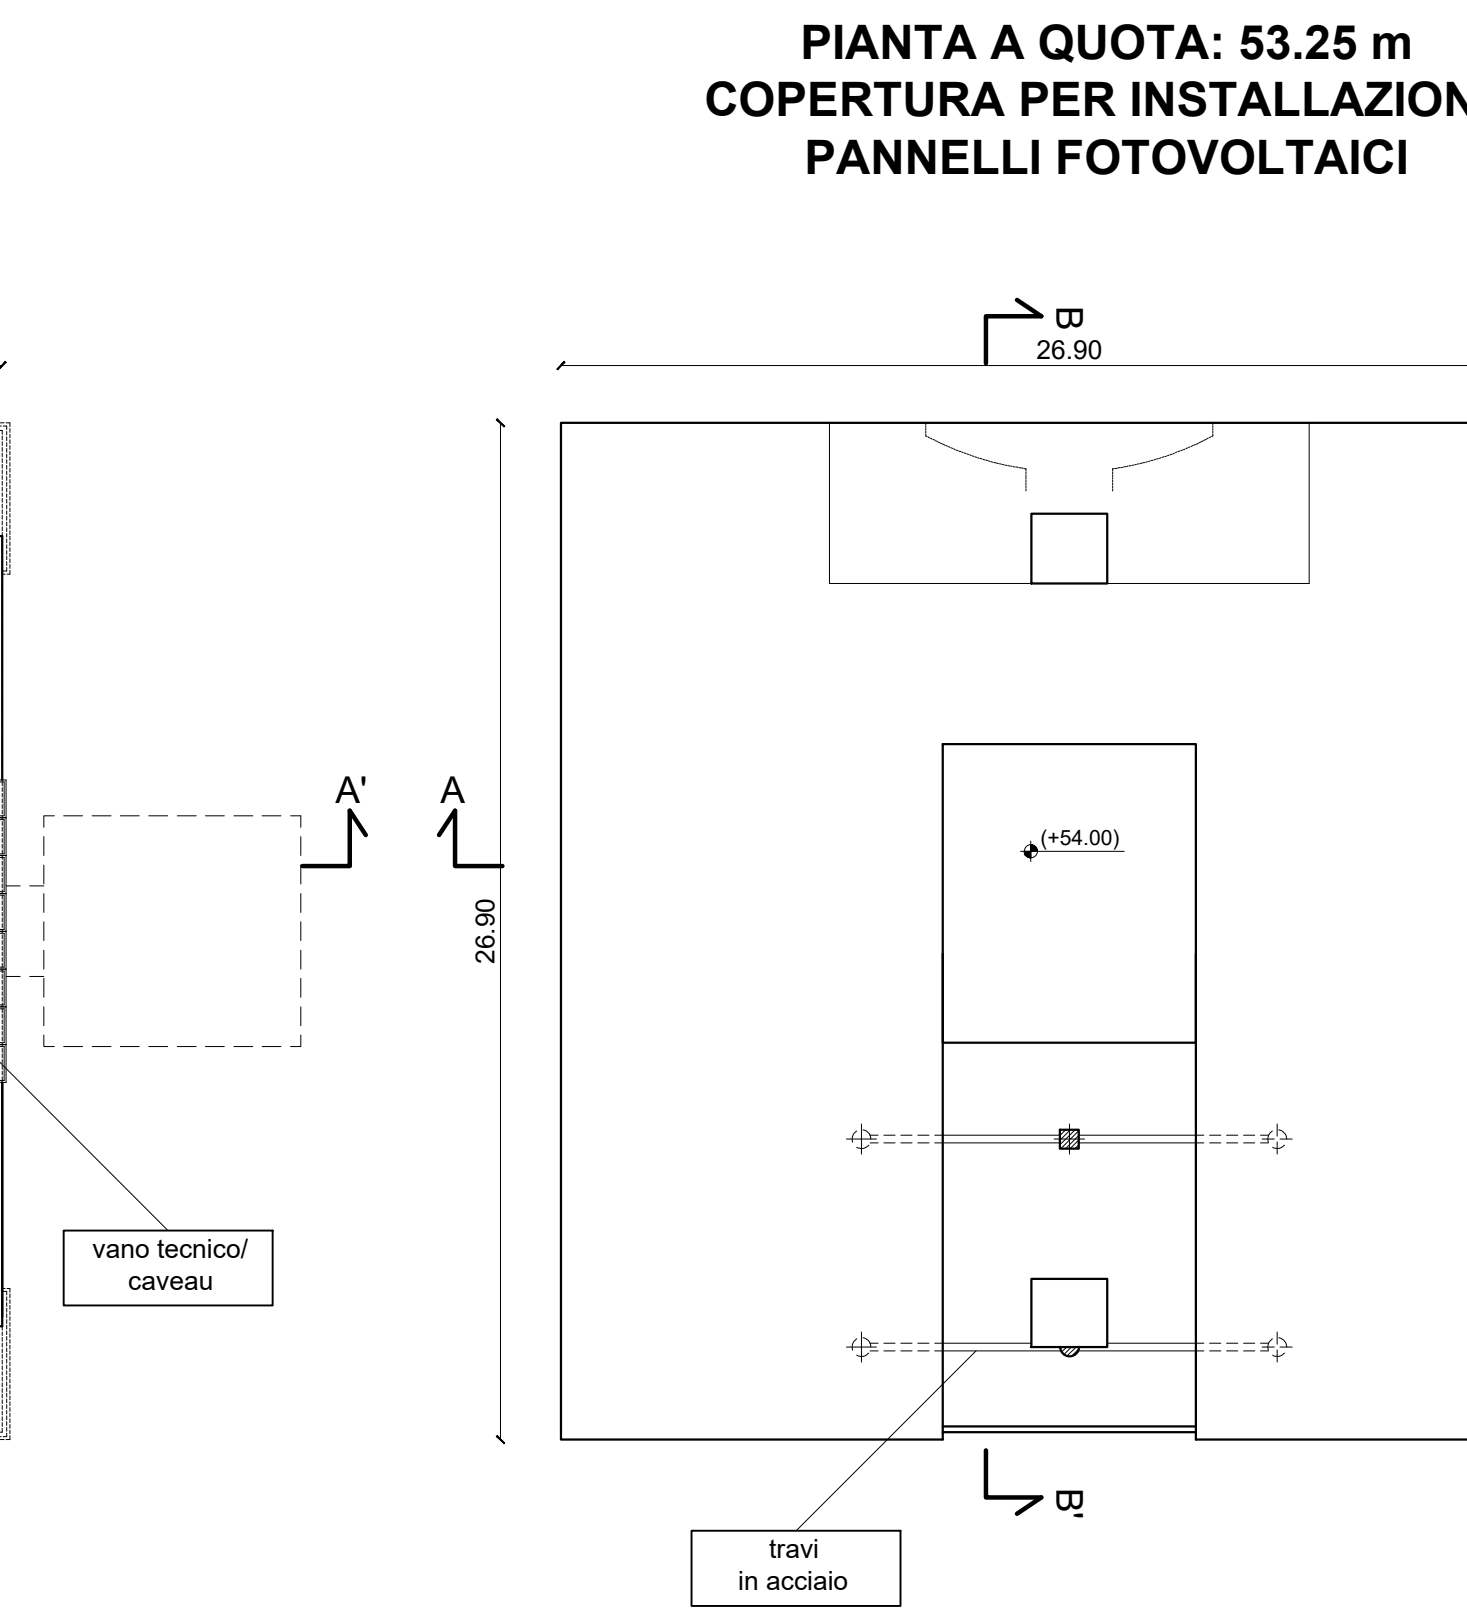 PIANTA A QUOTA: 53.25 m
COPERTURA PER INSTALLAZION
PANNELLI FOTOVOLTAICI
B
26.90
A'
A
(+54.00)
26.90
vano tecnico/
caveau
B'
travi
in acciaio